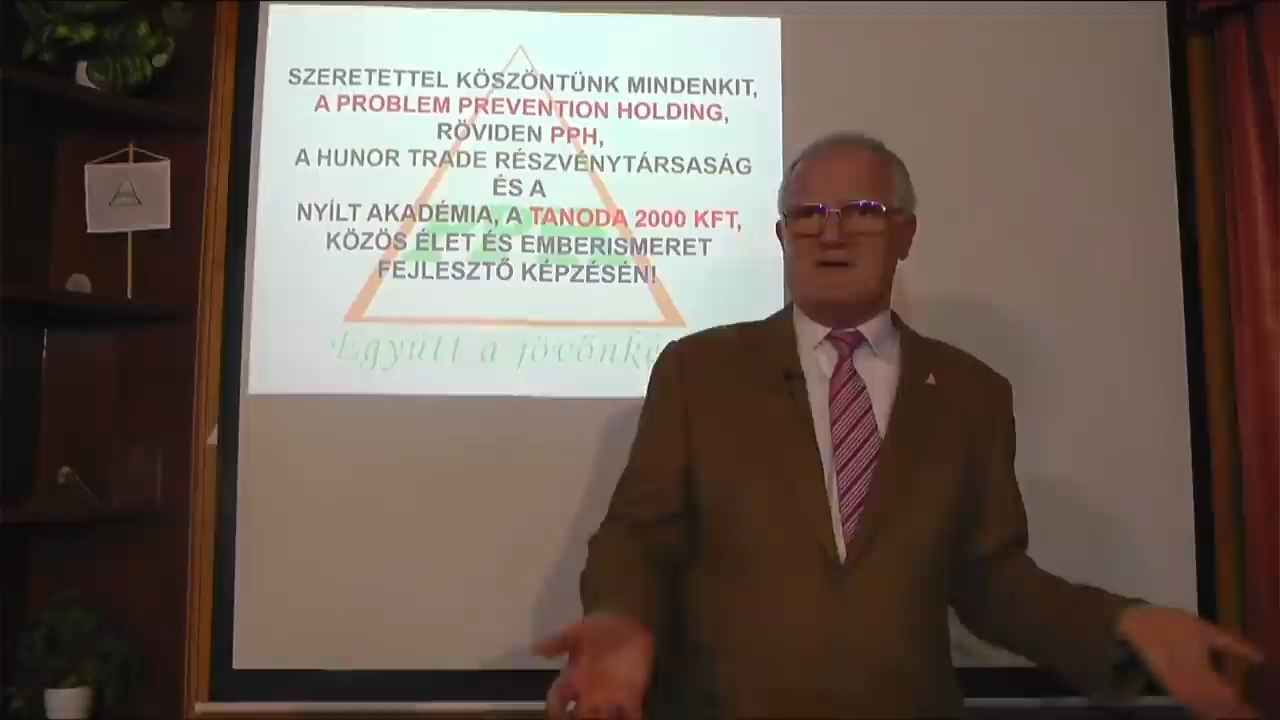 SZERETETTEL KÖSZÖNTÜNK MINDENKIT,
A PROBLEM PREVENTION HOLDING,
RÖVIDEN PPH,
A HUNOR TRADE RÉSZVÉNYTÁRSASÁG
ÉS A
NYÍLT AKADÉMIA, A TANODA 2000 KFT,
KÖZÖS ÉLET ÉS EMBERISMERET
FEJLESZTŐ KÉPZÉSÉN!
Együtt a